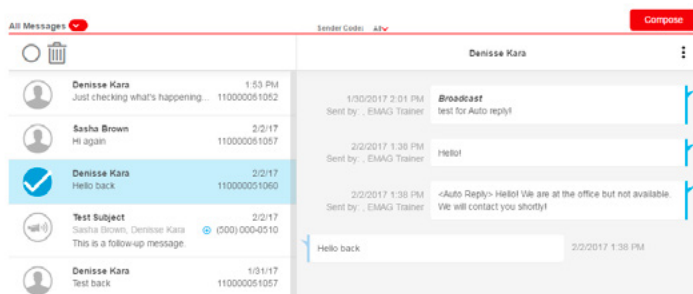 All Messages
Sender Code: All
Compose
Denisse Kara
Denisse Kara 1:53 PM
Just checking what's happening... 110000051052
Sasha Brown 2/2/17
Hi again 110000051057
Denisse Kara 2/2/17
Hello back 110000051060
Test Subject 2/2/17
Sasha Brown, Denisse Kara (500) 000-0510
This is a follow-up message.
Denisse Kara 1/31/17
Test back 110000051057
1/30/2017 2:01 PM Broadcast
Sent by: , EMAG Trainer test for Auto reply!
2/2/2017 1:36 PM Hello!
Sent by: , EMAG Trainer
2/2/2017 1:38 PM <Auto Reply> Hello! We are at the office but not available.
Sent by: , EMAG Trainer We will contact you shortly!
Hello back 2/2/2017 1:38 PM